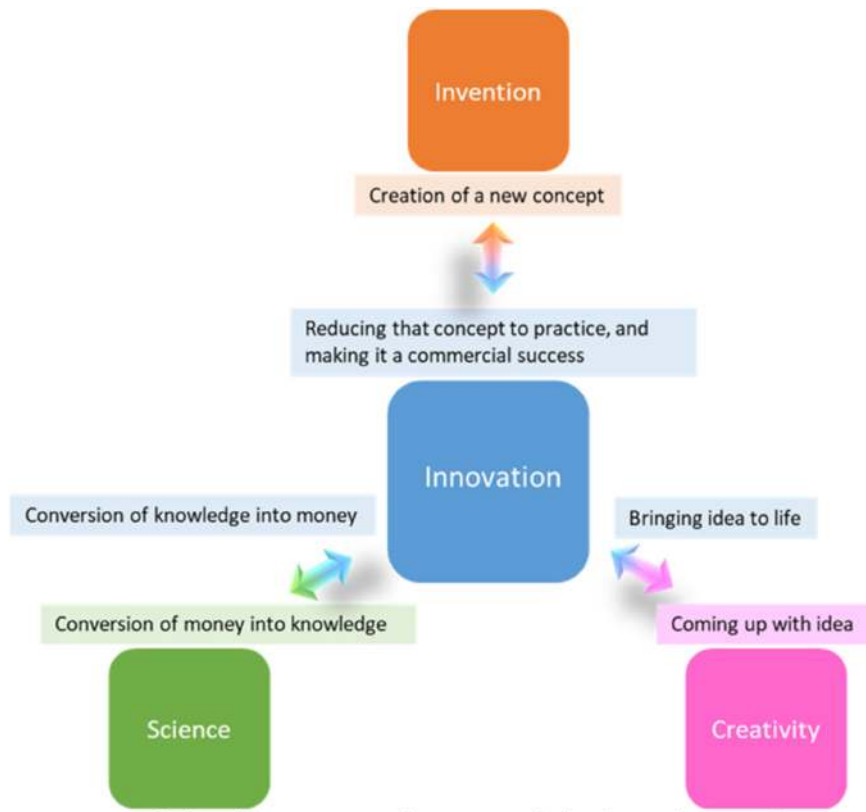 Invention
Creation of a new concept
Reducing that concept to practice, and
making it a commercial success
Innovation
Conversion of knowledge into money
Bringing idea to life
Conversion of money into knowledge
Coming up with idea
Science
Creativity